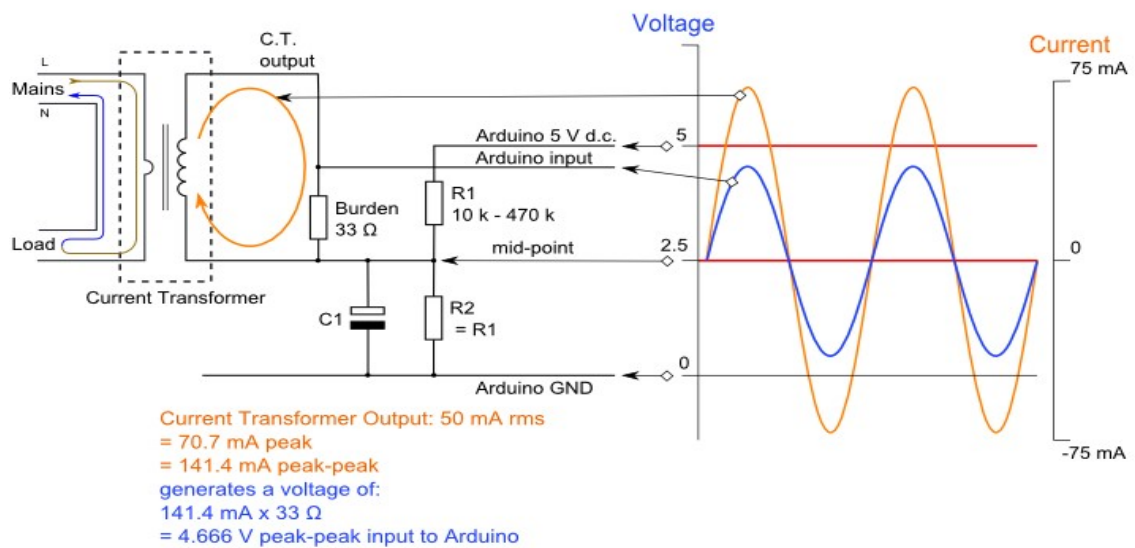 Voltage
Current
C.T.
output
L
Mains
N
Load
Current Transformer
Burden
33 Ω
Arduino 5 V d.c.
Arduino input
R1
10 k - 470 k
mid-point
C1
R2
= R1
Arduino GND
5
2.5
0
75 mA
0
-75 mA
Current Transformer Output: 50 mA rms
= 70.7 mA peak
= 141.4 mA peak-peak
generates a voltage of:
141.4 mA x 33 Ω
= 4.666 V peak-peak input to Arduino